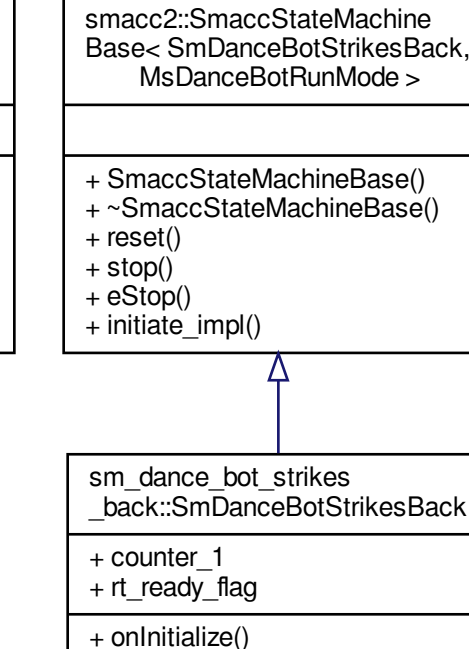 smacc2::SmaccStateMachine
Base< SmDanceBotStrikesBack,
MsDanceBotRunMode >
+ SmaccStateMachineBase()
+ ~SmaccStateMachineBase()
+ reset()
+ stop()
+ eStop()
+ initiate_impl()
sm_dance_bot_strikes
_back::SmDanceBotStrikesBack
+ counter_1
+ rt_ready_flag
+ onInitialize()